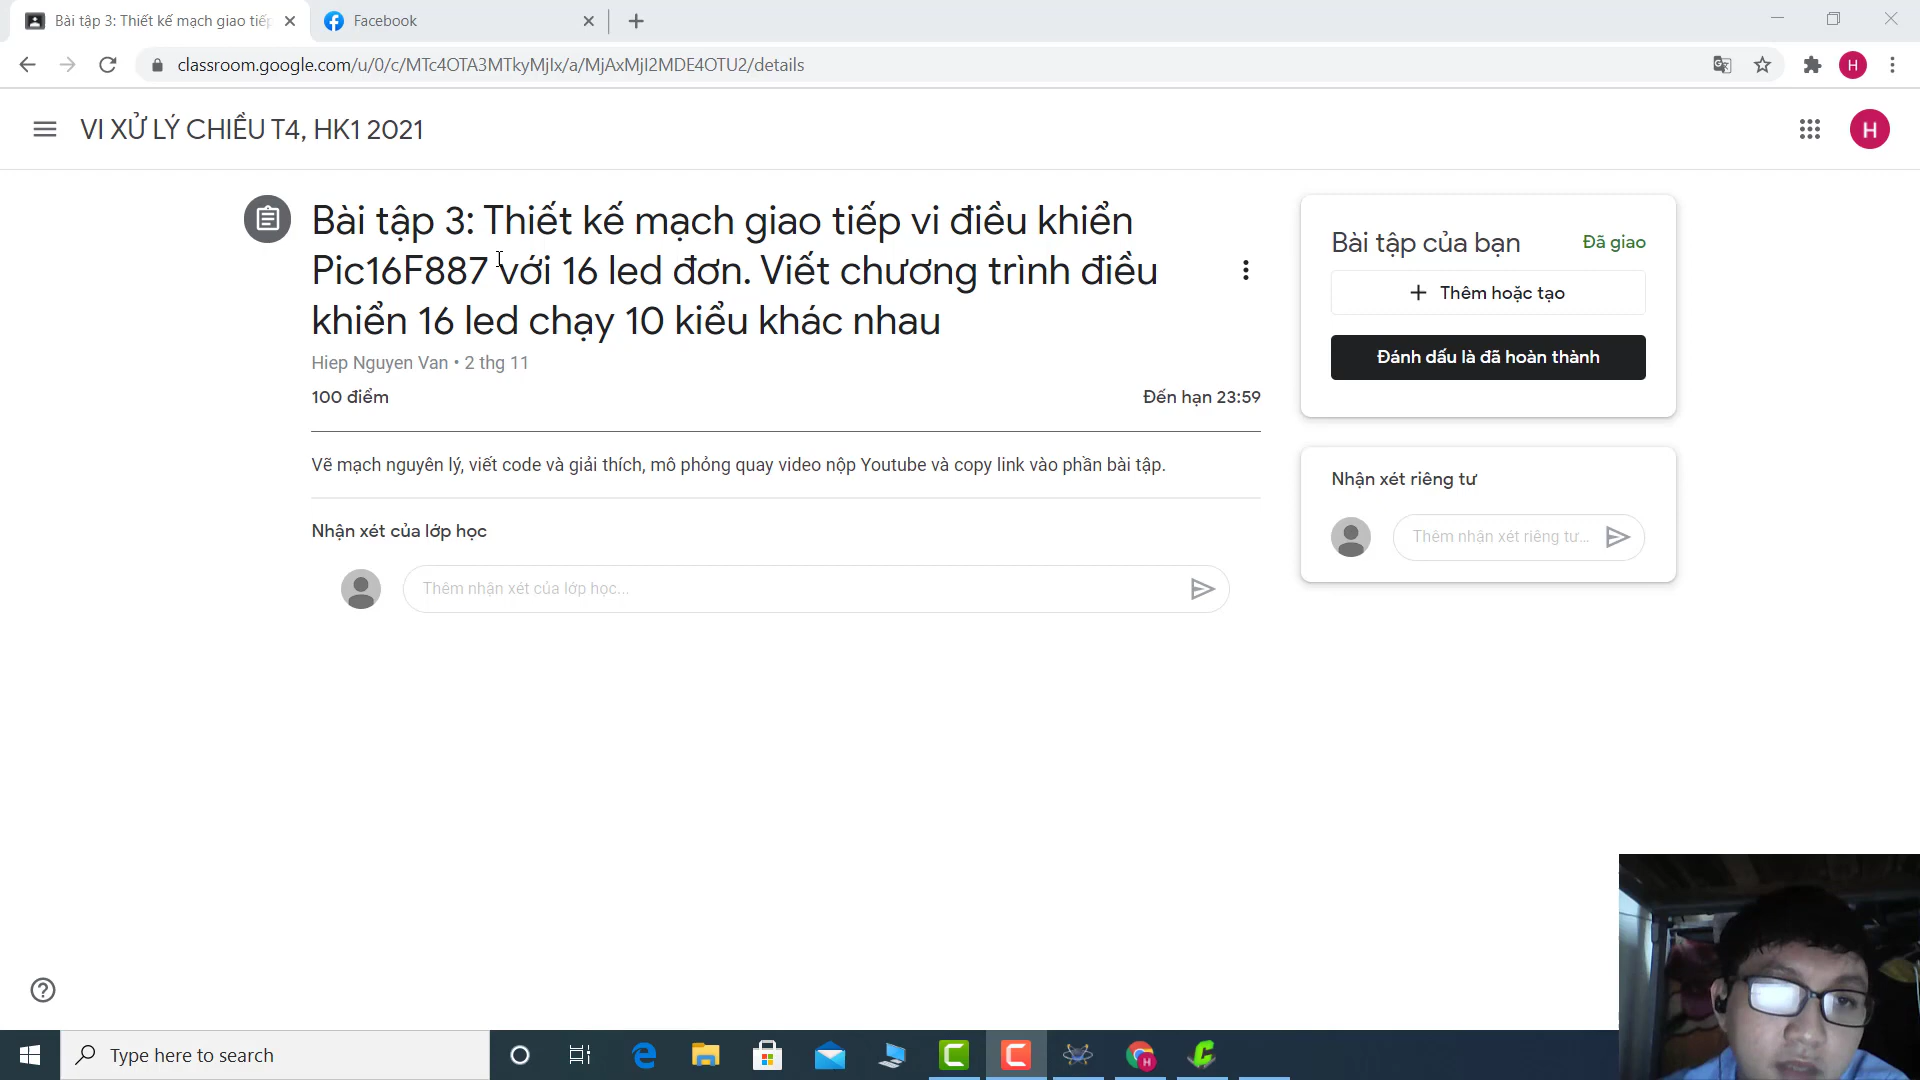 Bài tập 3: Thiết kế mạch giao tiế
Facebook
classroom.google.com/u/0/c/MTc4OTA3MTkyMjIx/a/MjAxMjI2MDE4OTU2/details
H
VI XỬ LÝ CHIỀU T4, HK1 2021
H
Bài tập 3: Thiết kế mạch giao tiếp vi điều khiển
Pic16F887 với 16 led đơn. Viết chương trình điều
khiển 16 led chạy 10 kiểu khác nhau
Hiep Nguyen Van • 2 thg 11
100 điểm
Đến hạn 23:59
Vẽ mạch nguyên lý, viết code và giải thích, mô phỏng quay video nộp Youtube và copy link vào phần bài tập.
Nhận xét của lớp học
Thêm nhận xét của lớp học...
Bài tập của bạn
Đã giao
+ Thêm hoặc tạo
Đánh dấu là đã hoàn thành
Nhận xét riêng tư
Thêm nhận xét riêng tư...
Type here to search